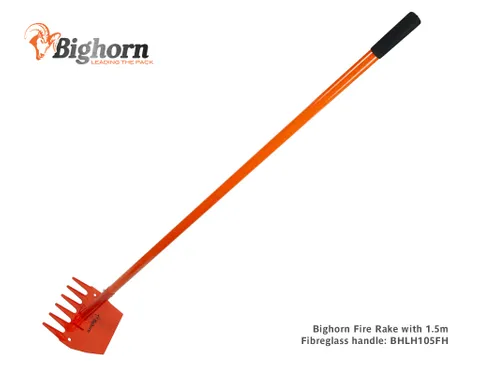 Bighorn
LEADING THE PACK
Bighorn Fire Rake with 1.5m
Fibreglass handle: BHLH105FH